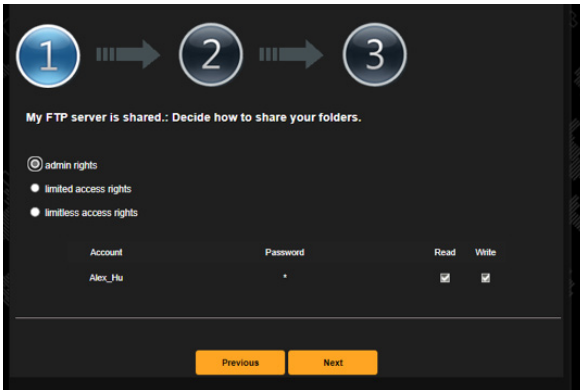 1 2 3
My FTP server is shared.: Decide how to share your folders.
admin rights
limited access rights
limitless access rights
Account Password Read Write
Alex_Hu *
Previous Next